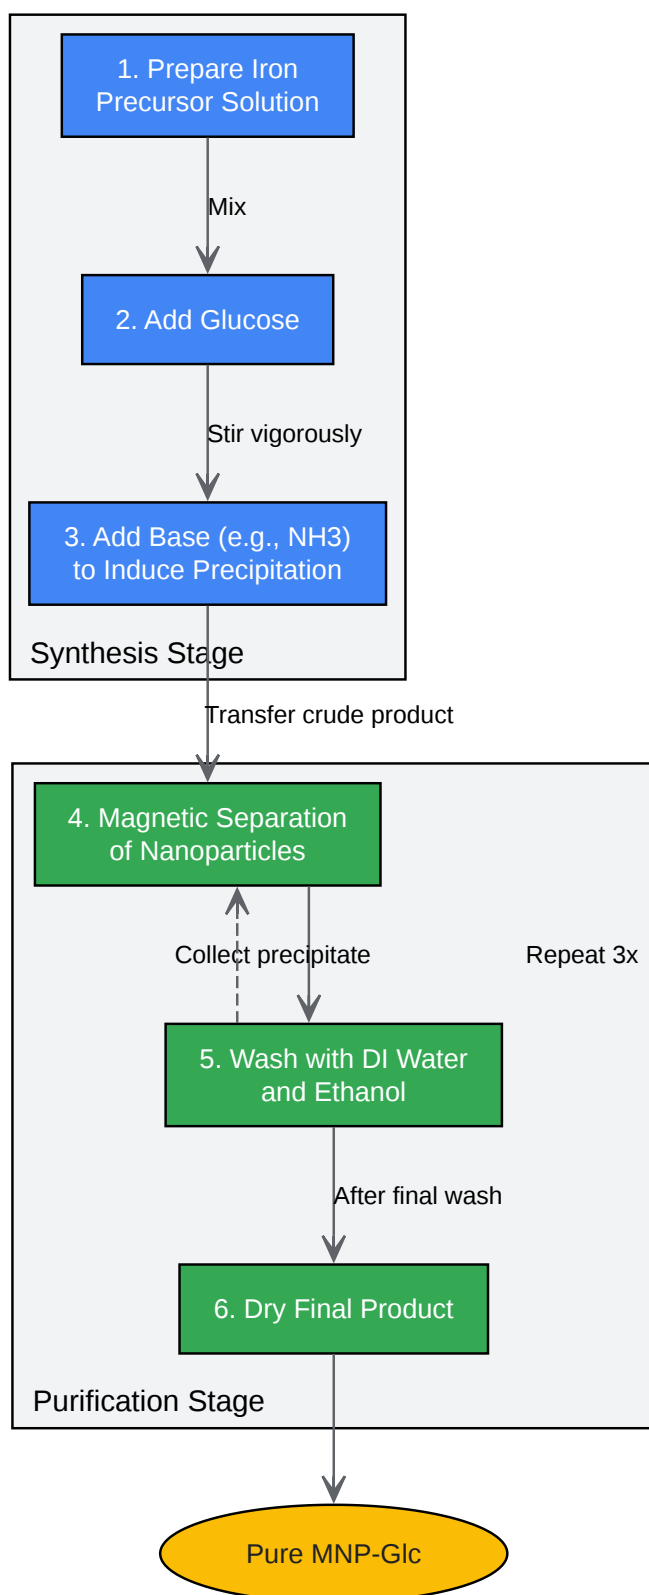 1. Prepare Iron
Precursor Solution
Mix
2. Add Glucose
Stir vigorously
3. Add Base (e.g., NH3)
to Induce Precipitation
Synthesis Stage
Transfer crude product
4. Magnetic Separation
of Nanoparticles
Collect precipitate
Repeat 3x
5. Wash with DI Water
and Ethanol
After final wash
6. Dry Final Product
Purification Stage
Pure MNP-Glc